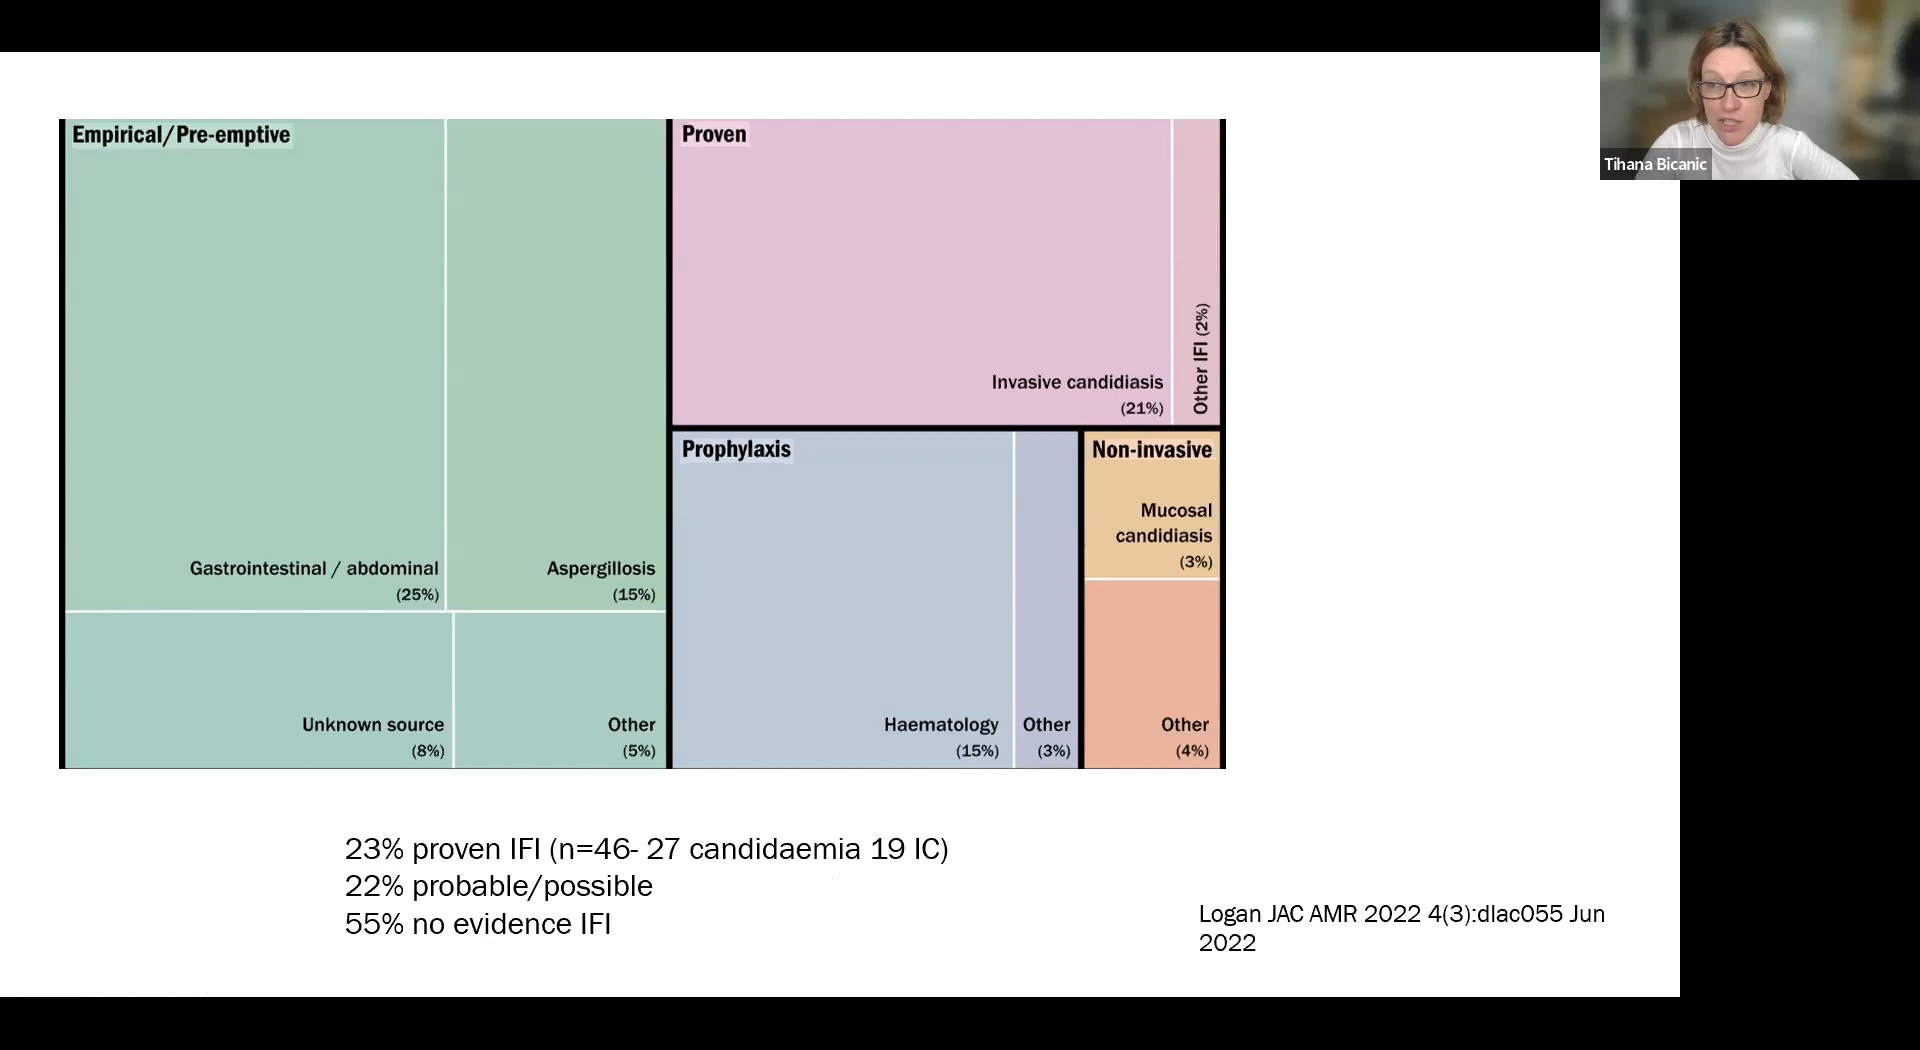 Empirical/Pre-emptive
Gastrointestinal / abdominal
(25%)
Aspergillosis
(15%)
Unknown source
(8%)
Other
(5%)
Proven
Invasive candidiasis
(21%)
Other IFI (2%)
Prophylaxis
Haematology
(15%)
Other
(3%)
Non-invasive
Mucosal
candidiasis
(3%)
Other
(4%)
23% proven IFI (n=46- 27 candidaemia 19 IC)
22% probable/possible
55% no evidence IFI
Logan JAC AMR 2022 4(3):dlac055 Jun
2022
Tihana Bicanic